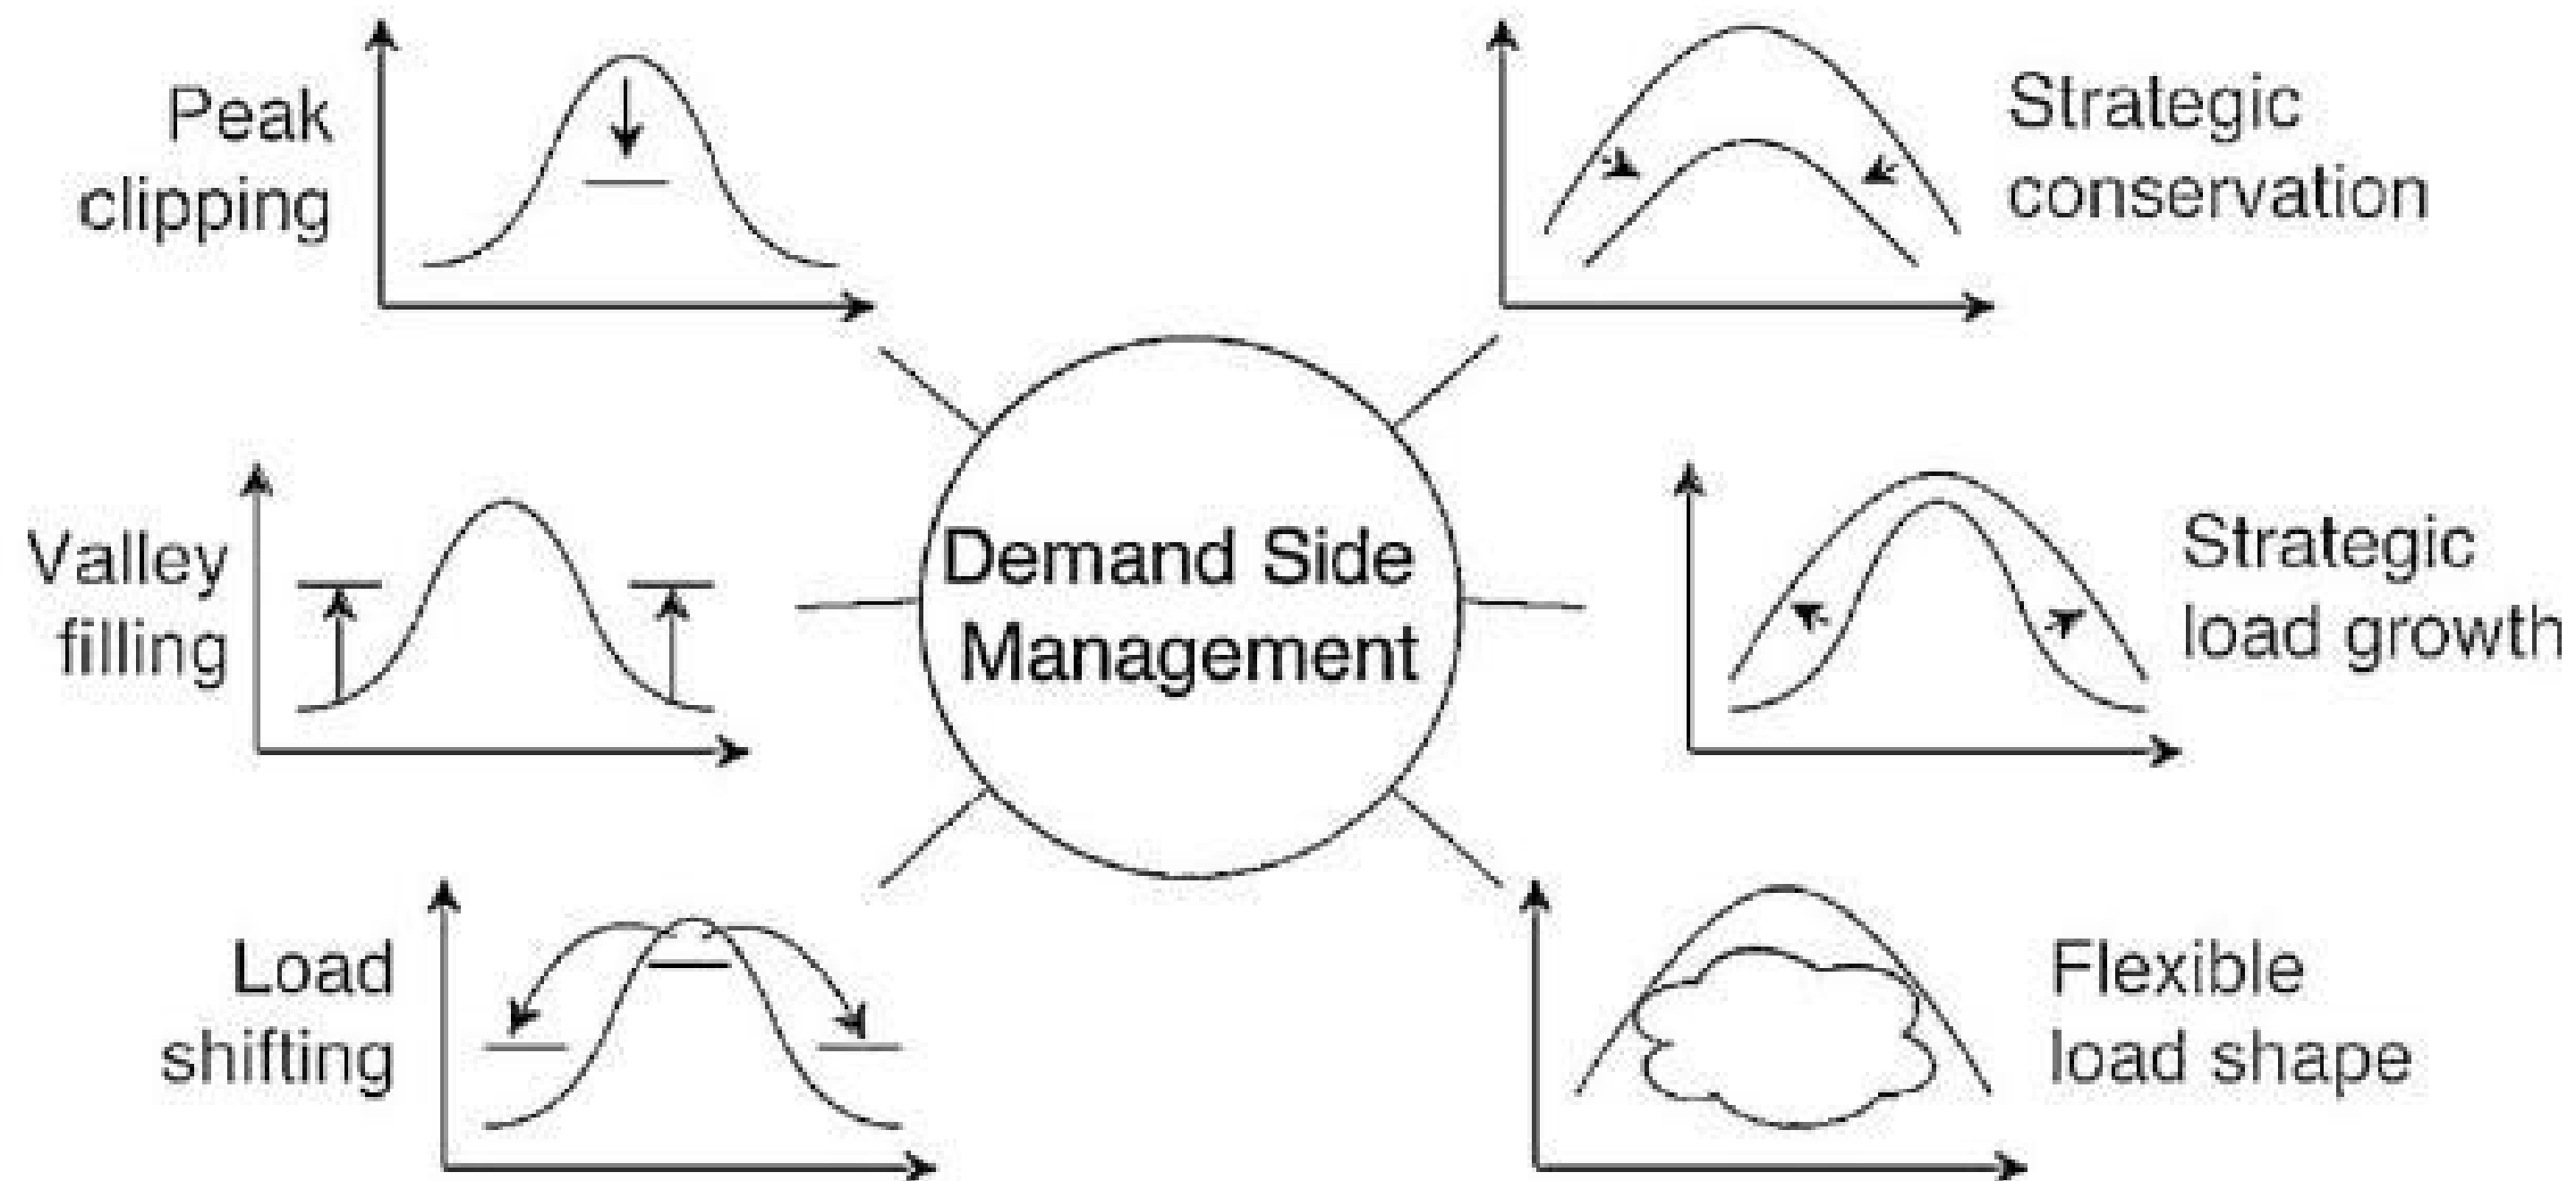 Peak
clipping
Strategic
conservation
Valley
filling
Demand Side
Management
Strategic
load growth
Load
shifting
Flexible
load shape